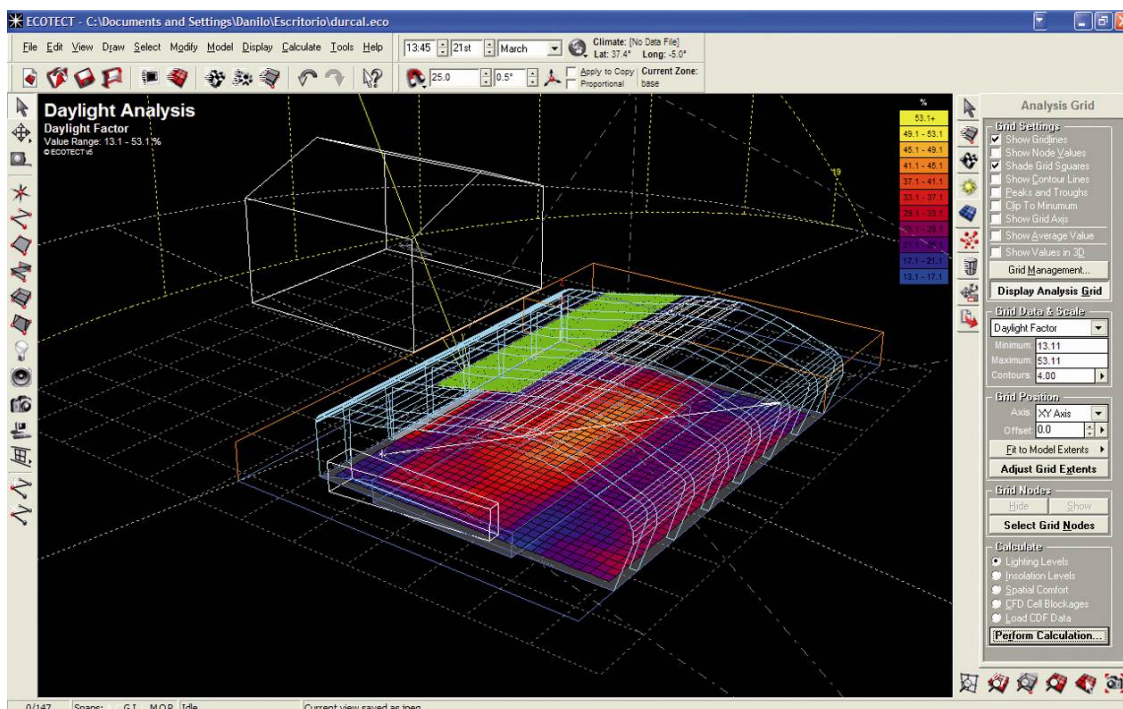 ECOTECT - C:\Documents and Settings\Danilo\Escritorio\durcal.eco
File Edit View Draw Select Modify Model Display Calculate Tools Help
13:45 21st March
Climate: [No Data File]
Lat: 37.4° Long: -5.0°
25.0 0.5°
Apply to Copy
Proportional
Current Zone:
base
Daylight Analysis
Daylight Factor
Value Range: 13.1 - 53.1 %
© ECOTECT v5
%
53.1+
49.1 - 53.1
45.1 - 49.1
41.1 - 45.1
37.1 - 41.1
33.1 - 37.1
17.1 - 21.1
13.1 - 17.1
19
Analysis Grid
Grid Settings
Show Gridlines
Show Node Values
Shade Grid Squares
Show Contour Lines
Peaks and Troughs
Clip To Minumum
Show Grid Axis
Show Average Value
Show Values in 3D
Grid Management...
Display Analysis Grid
Grid Data & Scale
Daylight Factor
Minimum: 13.11
Maximum: 53.11
Contours: 4.00
Grid Position
Axis: XY Axis
Offset: 0.0
Fit to Model Extents
Adjust Grid Extents
Grid Nodes
Hide Show
Select Grid Nodes
Calculate
Lighting Levels
Insolation Levels
Spatial Comfort
CFD Cell Blockages
Load CDF Data
Perform Calculation...
0/147 Snaps: G I M O P Idle Current view saved as jpeg